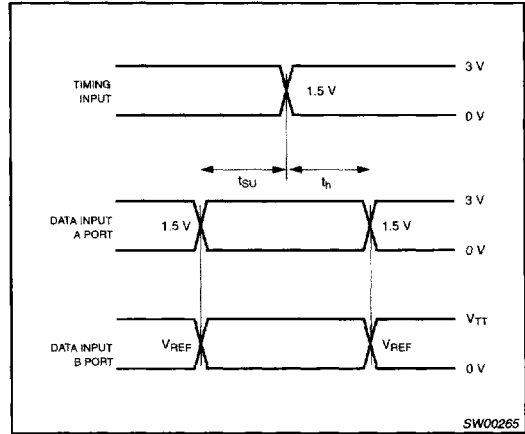 3 V
TIMING
INPUT
1.5 V
0 V
tSU
th
3 V
DATA INPUT
A PORT
1.5 V
1.5 V
0 V
VTT
DATA INPUT
B PORT
VREF
VREF
0 V
SW00265